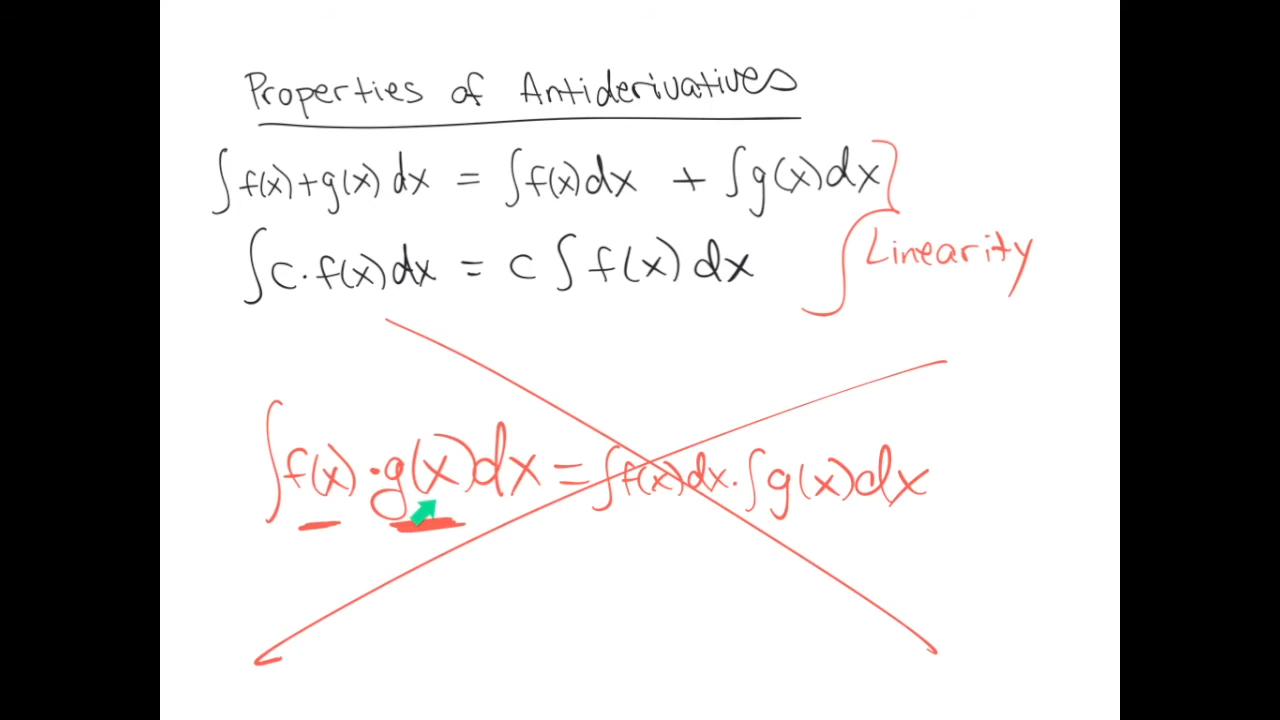 Properties of Antiderivatives
∫f(x)+g(x) dx = ∫f(x)dx + ∫g(x)dx
∫c·f(x)dx = c∫f(x)dx
Linearity
∫f(x)·g(x)dx = ∫f(x)dx·∫g(x)dx